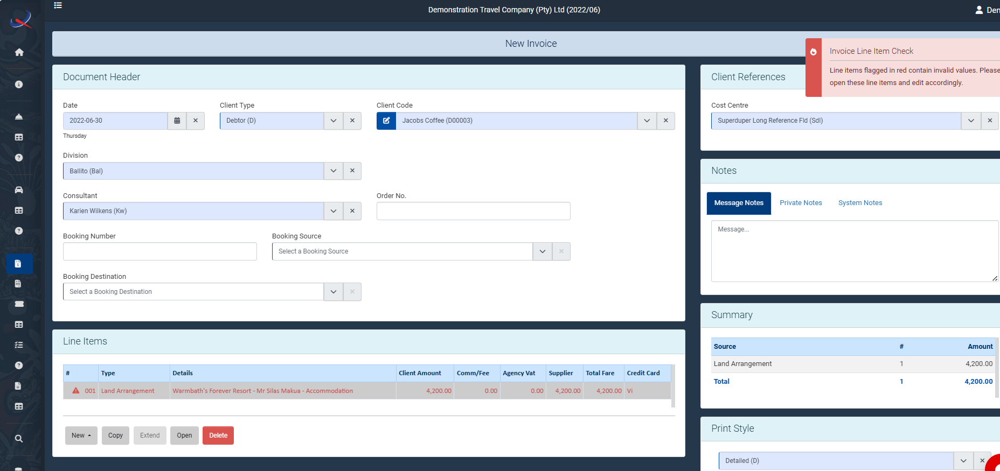 Demonstration Travel Company (Pty) Ltd (2022/06)
Den
New Invoice
Invoice Line Item Check
Line items flagged in red contain invalid values. Please
open these line items and edit accordingly.
Document Header
Date
Client Type
Client Code
2022-06-30
Debtor (D)
Jacobs Coffee (D00003)
Thursday
Division
Ballito (Bal)
Consultant
Order No.
Karien Wilkens (Kw)
Booking Number
Booking Source
Select a Booking Source
Booking Destination
Select a Booking Destination
Client References
Cost Centre
Superduper Long Reference Fld (Sdl)
Notes
Message Notes
Private Notes
System Notes
Message...
Line Items
# Type Details Client Amount Comm/Fee Agency Vat Supplier Total Fare Credit Card
001 Land Arrangement Warmbath's Forever Resort - Mr Silas Makua - Accommodation 4,200.00 0.00 0.00 4,200.00 4,200.00 Vi
New
Copy
Extend
Open
Delete
Summary
Source # Amount
Land Arrangement 1 4,200.00
Total 1 4,200.00
Print Style
Detailed (D)